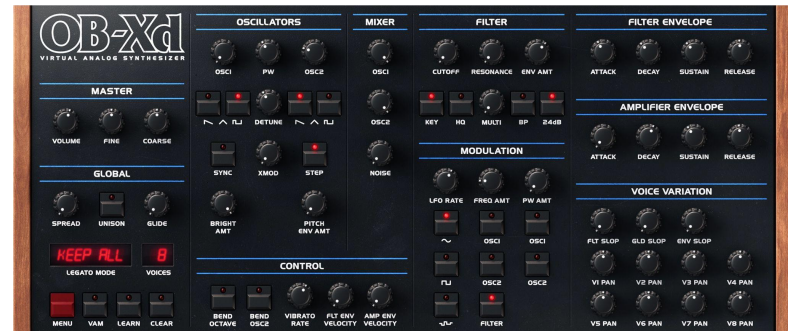 OB-Xd
VIRTUAL ANALOG SYNTHESIZER
MASTER
VOLUME FINE COARSE
GLOBAL
SPREAD UNISON GLIDE
KEEP ALL 8
LEGATO MODE VOICES
MENU VAM LEARN CLEAR
OSCILLATORS
OSC1 PW OSC2
DETUNE
SYNC XMOD STEP
BRIGHT AMT PITCH ENV AMT
MIXER
OSC1
OSC2
NOISE
CONTROL
BEND OCTAVE BEND OSC2 VIBRATO RATE FLT ENV VELOCITY AMP ENV VELOCITY
FILTER
CUTOFF RESONANCE ENV AMT
KEY HQ MULTI BP 24dB
MODULATION
LFO RATE FREQ AMT PW AMT
OSC1 OSC1
OSC2 OSC2
FILTER
FILTER ENVELOPE
ATTACK DECAY SUSTAIN RELEASE
AMPLIFIER ENVELOPE
ATTACK DECAY SUSTAIN RELEASE
VOICE VARIATION
FLT SLOP GLD SLOP ENV SLOP
V1 PAN V2 PAN V3 PAN V4 PAN
V5 PAN V6 PAN V7 PAN V8 PAN